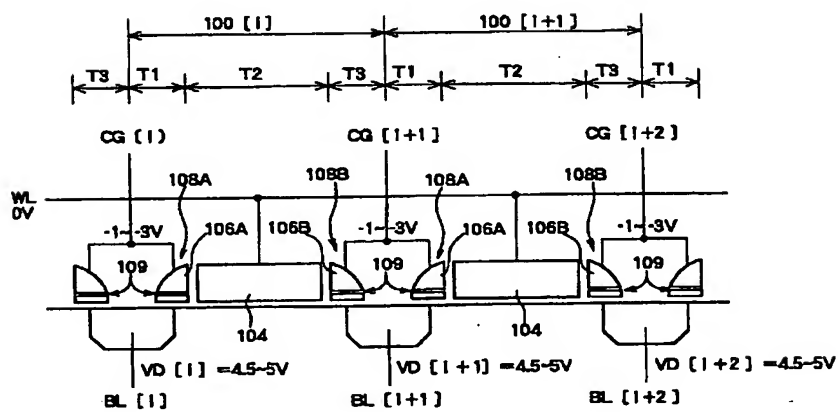 100 [i] 100 [i+1]
T3 T1 T2 T3 T1 T2 T3 T1
CG [i) CG [i+1] CG [i+2]
108A 108B 108A 108B
WL
0V
-1~-3V 106A 106B -1~-3V 106A 106B -1~-3V
109 109 109
104 104
VD [i] =4.5~5V VD [i+1] =4.5~5V VD [i+2] =4.5~5V
BL [i] BL [i+1] BL [i+2]